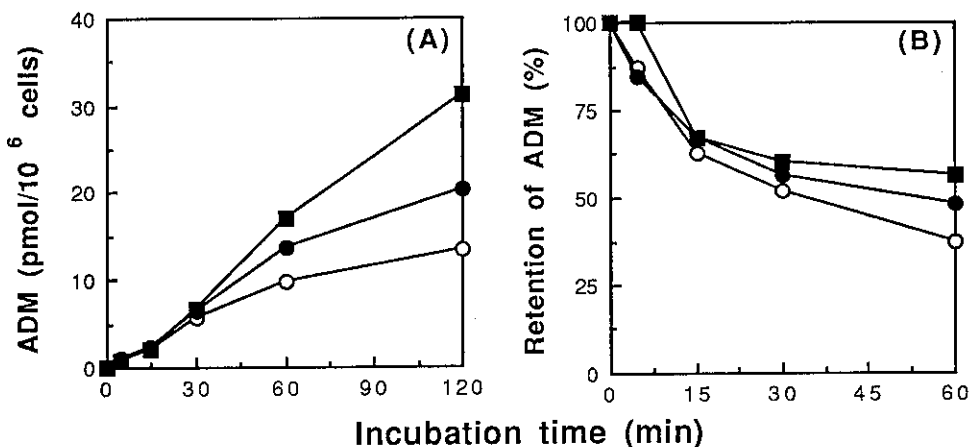 (A)
ADM (pmol/10 6 cells)
40
30
20
10
0
0 30 60 90 120
(B)
Retention of ADM (%)
100
75
50
25
0
0 15 30 45 60
Incubation time (min)